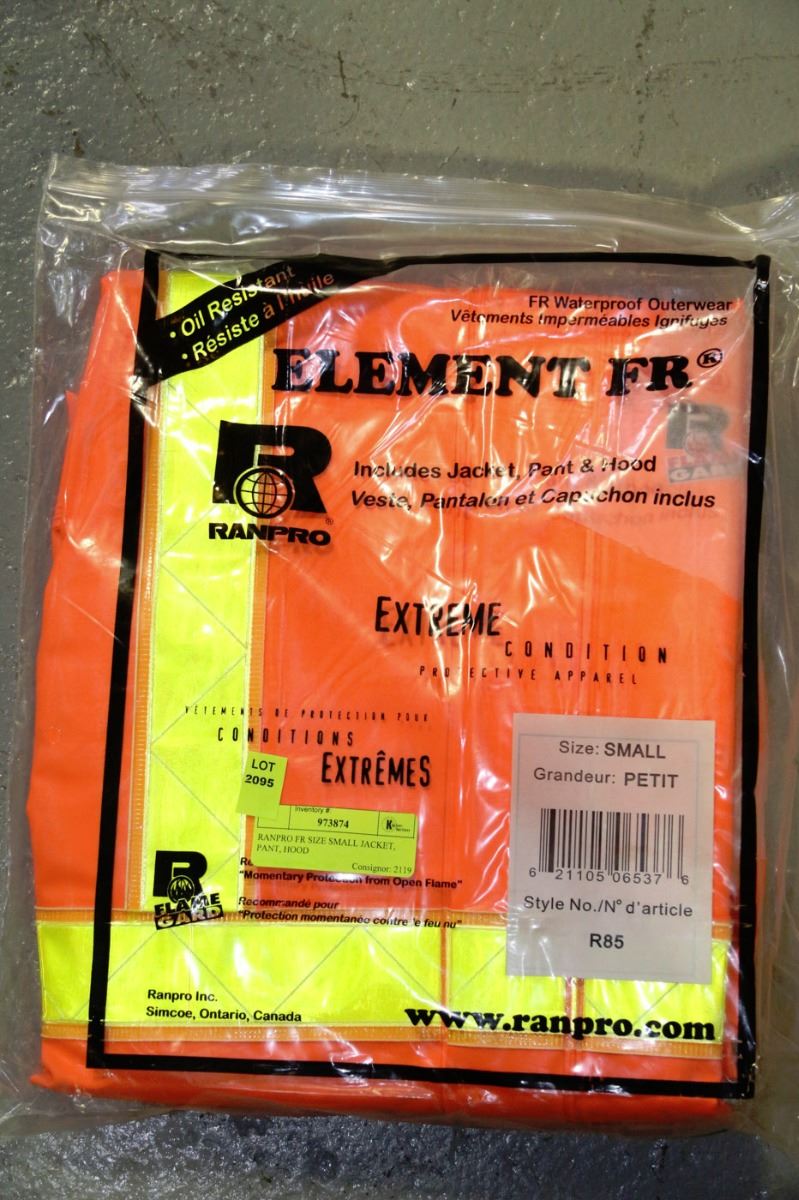 • Oil Resistant
• Résiste à l'huile
FR Waterproof Outerwear
Vêtements Imperméables Ignifuges
ELEMENT FR®
R
RANPRO®
Includes Jacket, Pant & Hood
Veste, Pantalon et Capuchon inclus
EXTREME
CONDITION
PROTECTIVE APPAREL
VÊTEMENTS DE PROTECTION POUR
CONDITIONS
EXTRÊMES
LOT
2095
Inventory #:
973874
RANPRO FR SIZE SMALL JACKET,
PANT, HOOD
Consignor: 2119
Size: SMALL
Grandeur: PETIT
6 21105 06537 6
Style No./Nº d'article
R85
R
FLAME
GARD
"Momentary Protection from Open Flame"
Recommandé pour
"Protection momentanée contre le feu nu"
Ranpro Inc.
Simcoe, Ontario, Canada
www.ranpro.com